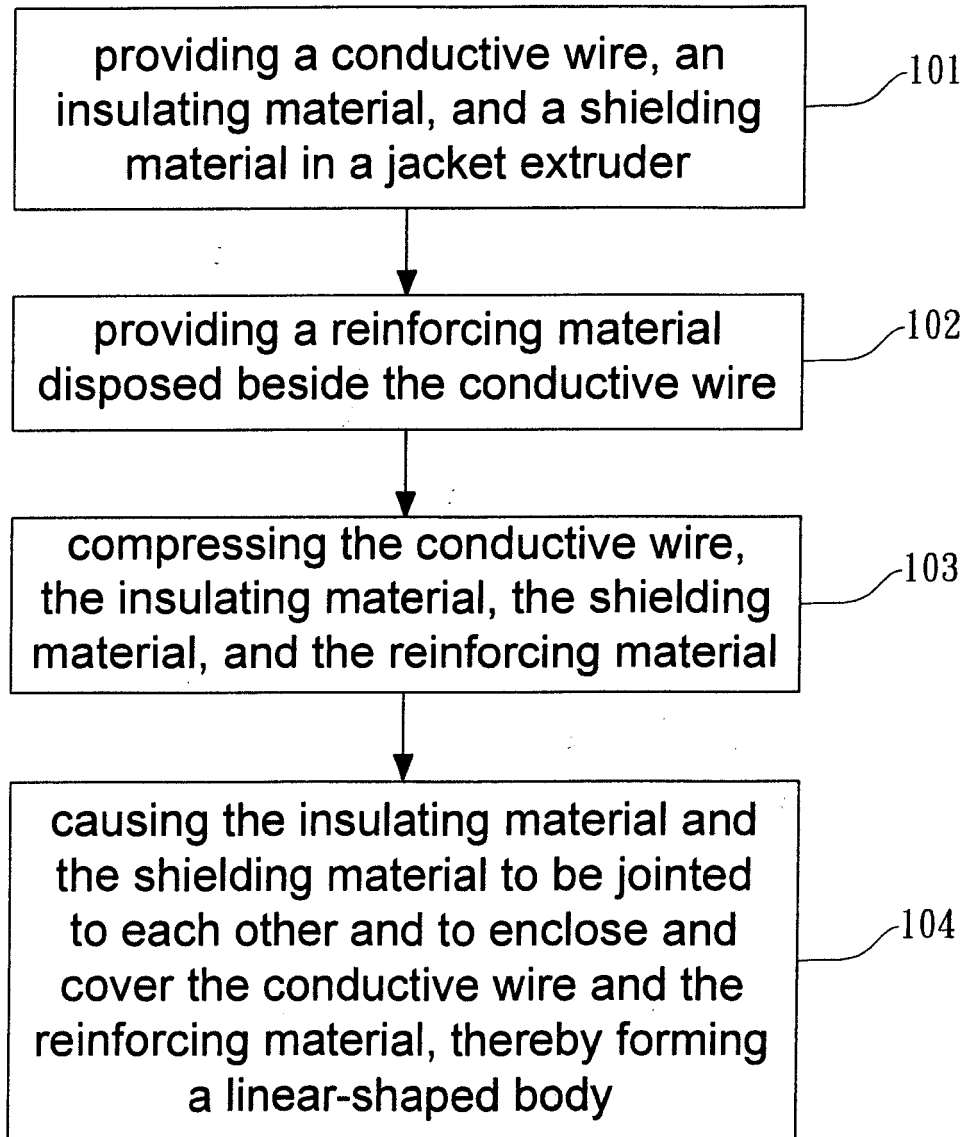 providing a conductive wire, an
insulating material, and a shielding
material in a jacket extruder
101
providing a reinforcing material
disposed beside the conductive wire
102
compressing the conductive wire,
the insulating material, the shielding
material, and the reinforcing material
103
causing the insulating material and
the shielding material to be jointed
to each other and to enclose and
cover the conductive wire and the
reinforcing material, thereby forming
a linear-shaped body
104